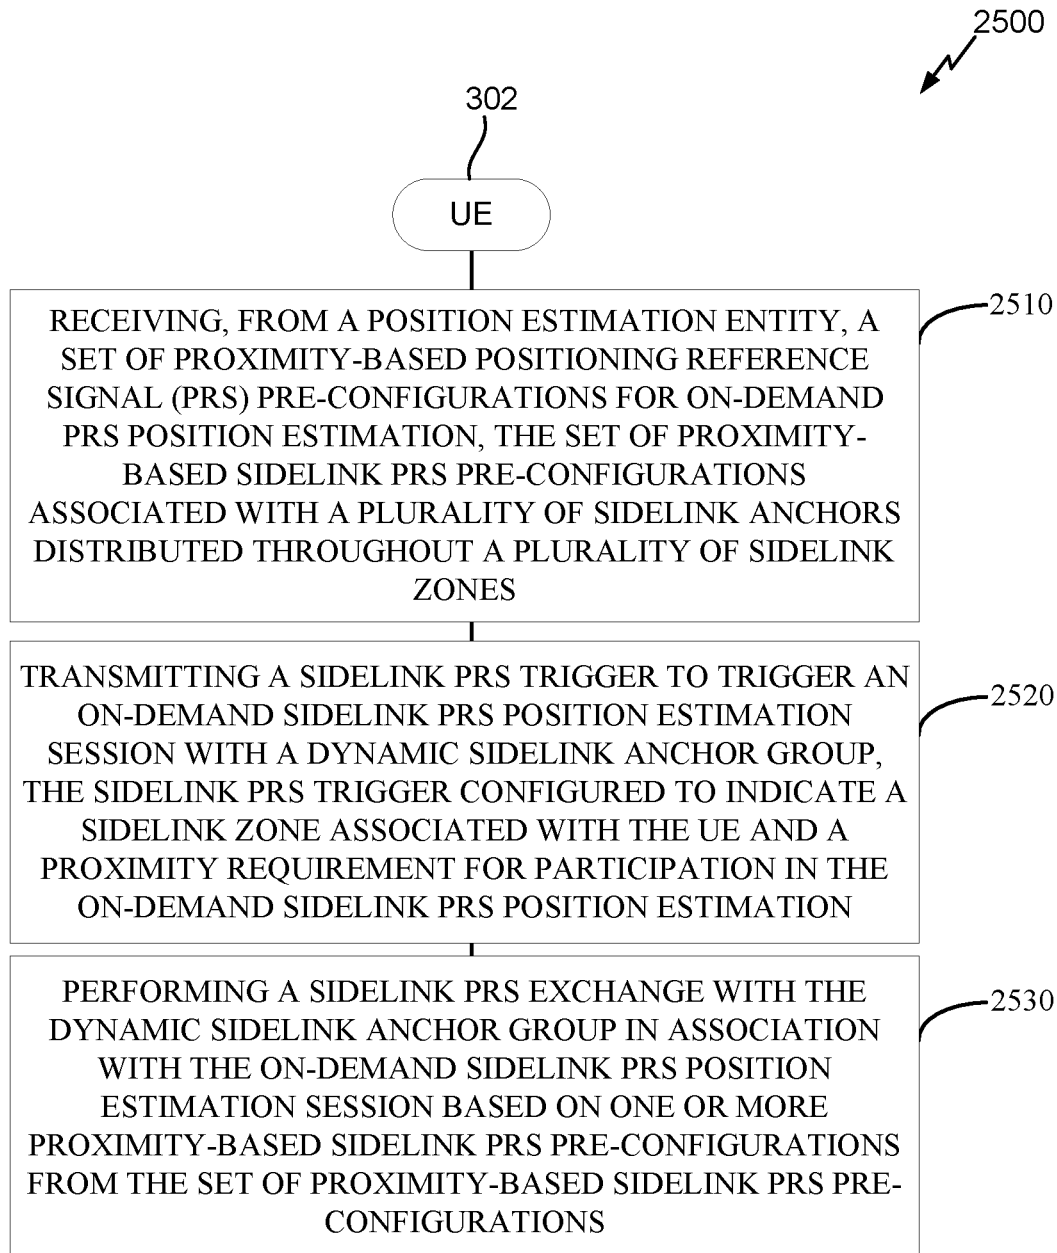 2500
302
UE
2510
RECEIVING, FROM A POSITION ESTIMATION ENTITY, A
SET OF PROXIMITY-BASED POSITIONING REFERENCE
SIGNAL (PRS) PRE-CONFIGURATIONS FOR ON-DEMAND
PRS POSITION ESTIMATION, THE SET OF PROXIMITY-
BASED SIDELINK PRS PRE-CONFIGURATIONS
ASSOCIATED WITH A PLURALITY OF SIDELINK ANCHORS
DISTRIBUTED THROUGHOUT A PLURALITY OF SIDELINK
ZONES
2520
TRANSMITTING A SIDELINK PRS TRIGGER TO TRIGGER AN
ON-DEMAND SIDELINK PRS POSITION ESTIMATION
SESSION WITH A DYNAMIC SIDELINK ANCHOR GROUP,
THE SIDELINK PRS TRIGGER CONFIGURED TO INDICATE A
SIDELINK ZONE ASSOCIATED WITH THE UE AND A
PROXIMITY REQUIREMENT FOR PARTICIPATION IN THE
ON-DEMAND SIDELINK PRS POSITION ESTIMATION
2530
PERFORMING A SIDELINK PRS EXCHANGE WITH THE
DYNAMIC SIDELINK ANCHOR GROUP IN ASSOCIATION
WITH THE ON-DEMAND SIDELINK PRS POSITION
ESTIMATION SESSION BASED ON ONE OR MORE
PROXIMITY-BASED SIDELINK PRS PRE-CONFIGURATIONS
FROM THE SET OF PROXIMITY-BASED SIDELINK PRS PRE-
CONFIGURATIONS